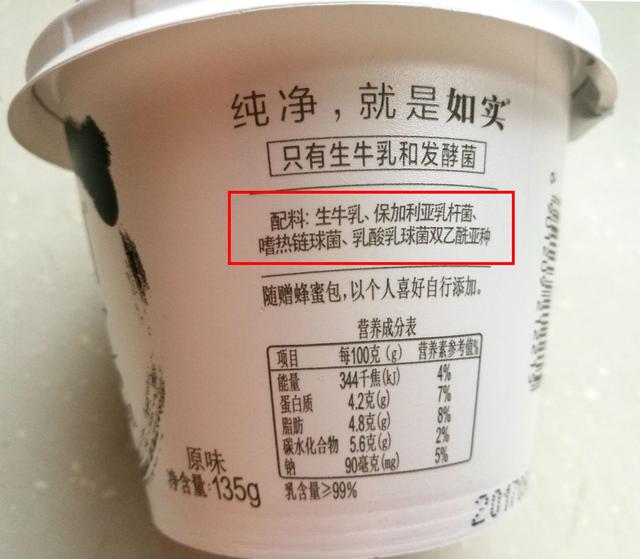 纯净，就是如实
只有生牛乳和发酵菌
配料: 生牛乳、保加利亚乳杆菌、
嗜热链球菌、乳酸乳球菌双乙酰亚种
随赠蜂蜜包,以个人喜好自行添加。
营养成分表
项目 每100克 (g) 营养素参考值%
能量 344千焦(kJ) 4%
蛋白质 4.2克(g) 7%
脂肪 4.8克(g) 8%
碳水化合物 5.6克(g) 2%
钠 90毫克(mg) 5%
乳含量≥99%
原味
净含量:135g